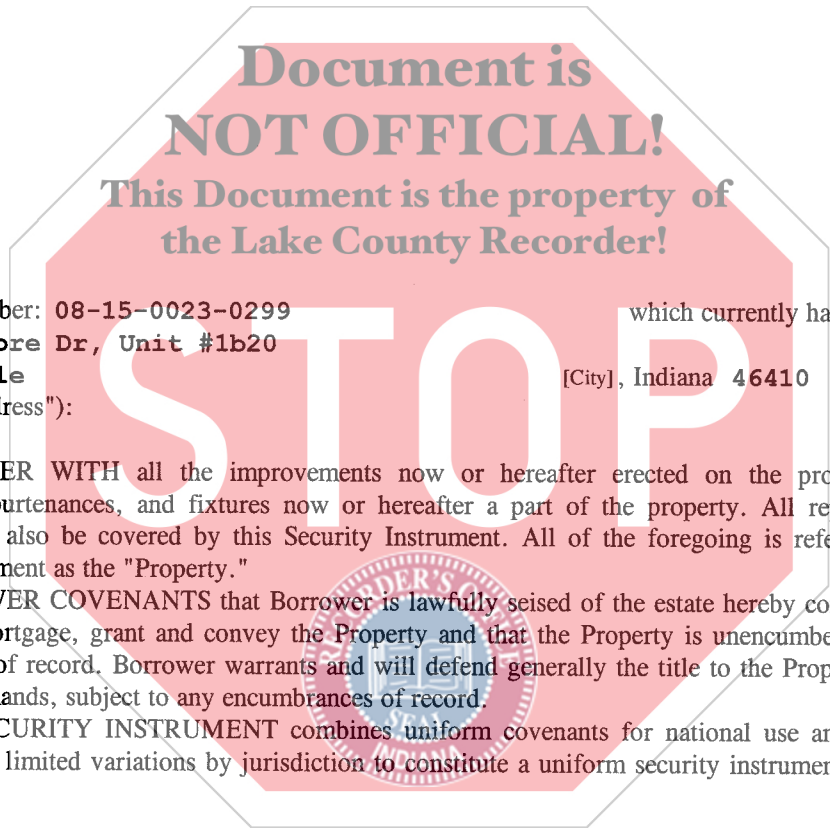 Document is
NOT OFFICIAL!
This Document is the property of
the Lake County Recorder!
STOP
ber: 08-15-0023-0299 which currently ha
ore Dr, Unit #1b20
le [City], Indiana 46410
dress"):
ER WITH all the improvements now or hereafter erected on the pro
urtenances, and fixtures now or hereafter a part of the property. All re
also be covered by this Security Instrument. All of the foregoing is refe
ment as the "Property."
VER COVENANTS that Borrower is lawfully seised of the estate hereby co
ortgage, grant and convey the Property and that the Property is unencumbe
of record. Borrower warrants and will defend generally the title to the Prop
ands, subject to any encumbrances of record.
CURITY INSTRUMENT combines uniform covenants for national use an
limited variations by jurisdiction to constitute a uniform security instrumen
RECORDER'S OFFICE
SEAL
INDIANA